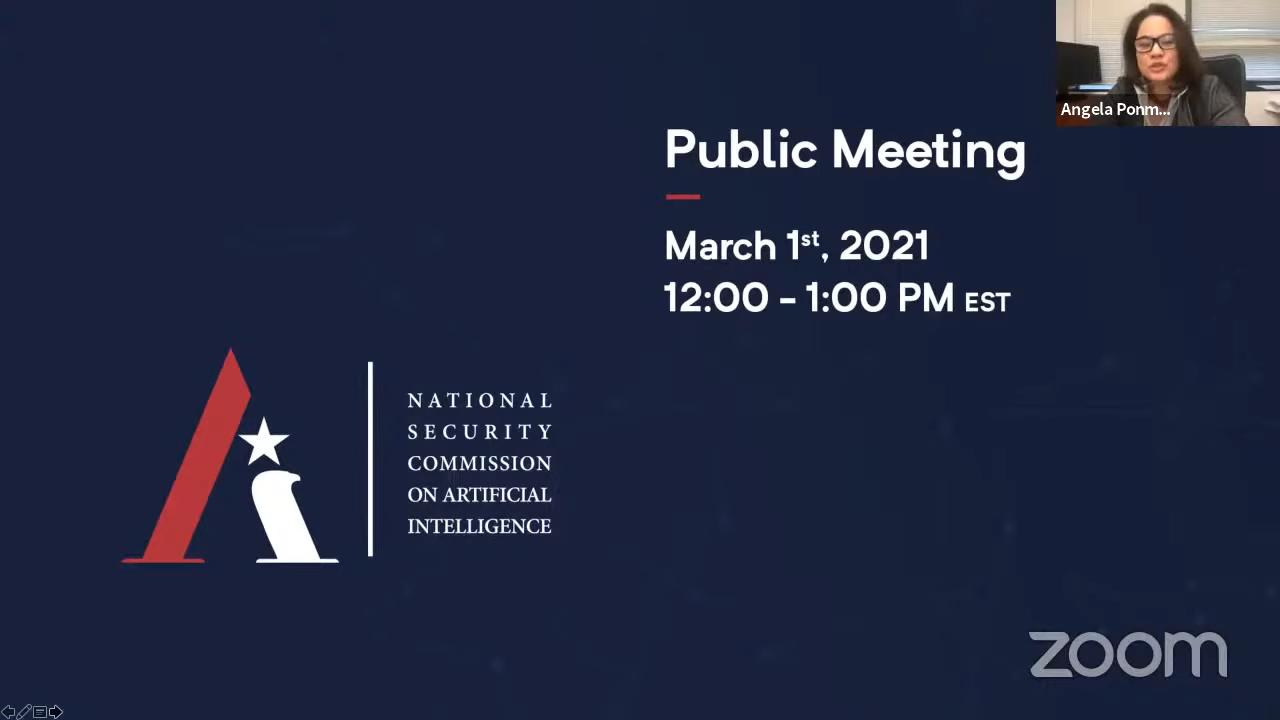 Angela Ponm...
Public Meeting
March 1st, 2021
12:00 - 1:00 PM EST
NATIONAL
SECURITY
COMMISSION
ON ARTIFICIAL
INTELLIGENCE
zoom